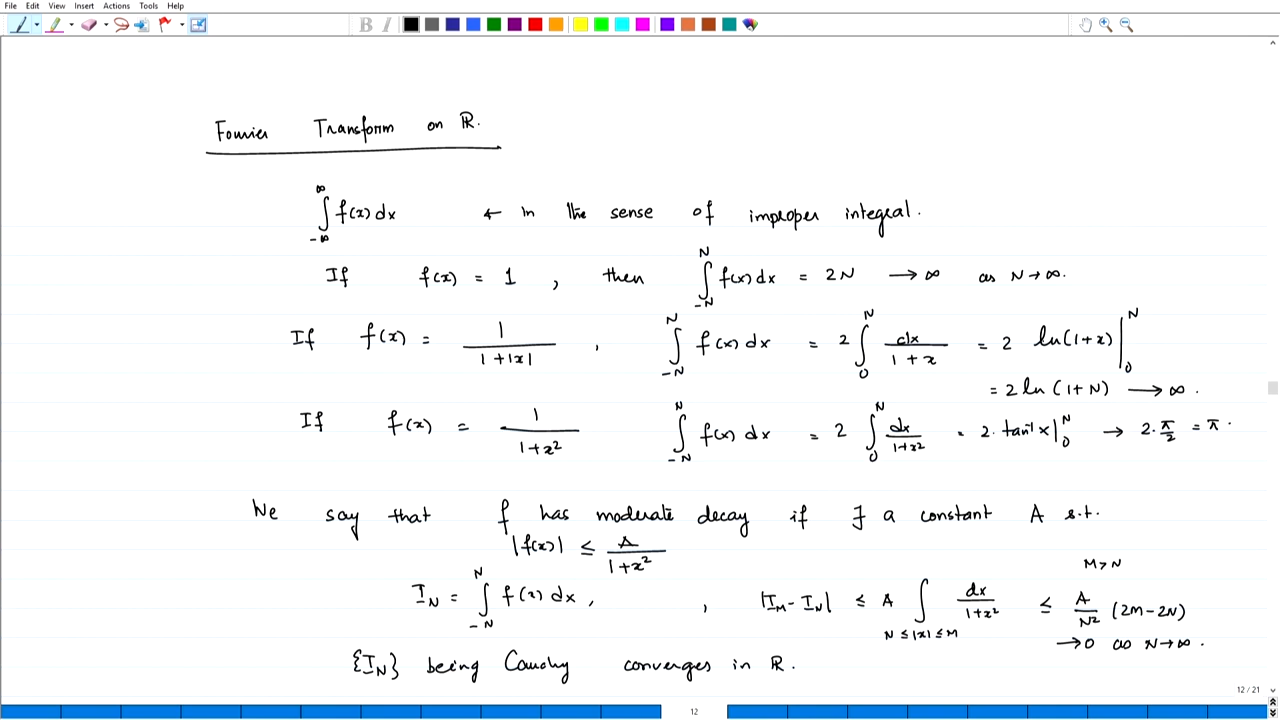 File Edit View Insert Actions Tools Help
B I
Fourier Transform on ℝ.
∫_{-∞}^{∞} f(x) dx ← in the sense of improper integral.
If f(x) = 1 , then ∫_{-N}^{N} f(x) dx = 2N → ∞ as N → ∞.
If f(x) = 1/(1+|x|) , ∫_{-N}^{N} f(x) dx = 2 ∫_{0}^{N} dx/(1+x) = 2 ln(1+x)|_{0}^{N}
= 2 ln (1+N) → ∞ .
If f(x) = 1/(1+x²) ∫_{-N}^{N} f(x) dx = 2 ∫_{0}^{N} dx/(1+x²) = 2. tan⁻¹x|_{0}^{N} → 2. π/2 = π .
We say that f has moderate decay if ∃ a constant A s.t.
|f(x)| ≤ A/(1+x²)
M > N
I_N = ∫_{-N}^{N} f(x) dx , , |I_M - I_N| ≤ A ∫_{N ≤ |x| ≤ M} dx/(1+x²) ≤ A/N² (2M-2N)
→ 0 as N → ∞ .
{I_N} being Cauchy converges in ℝ.
12 / 21
12